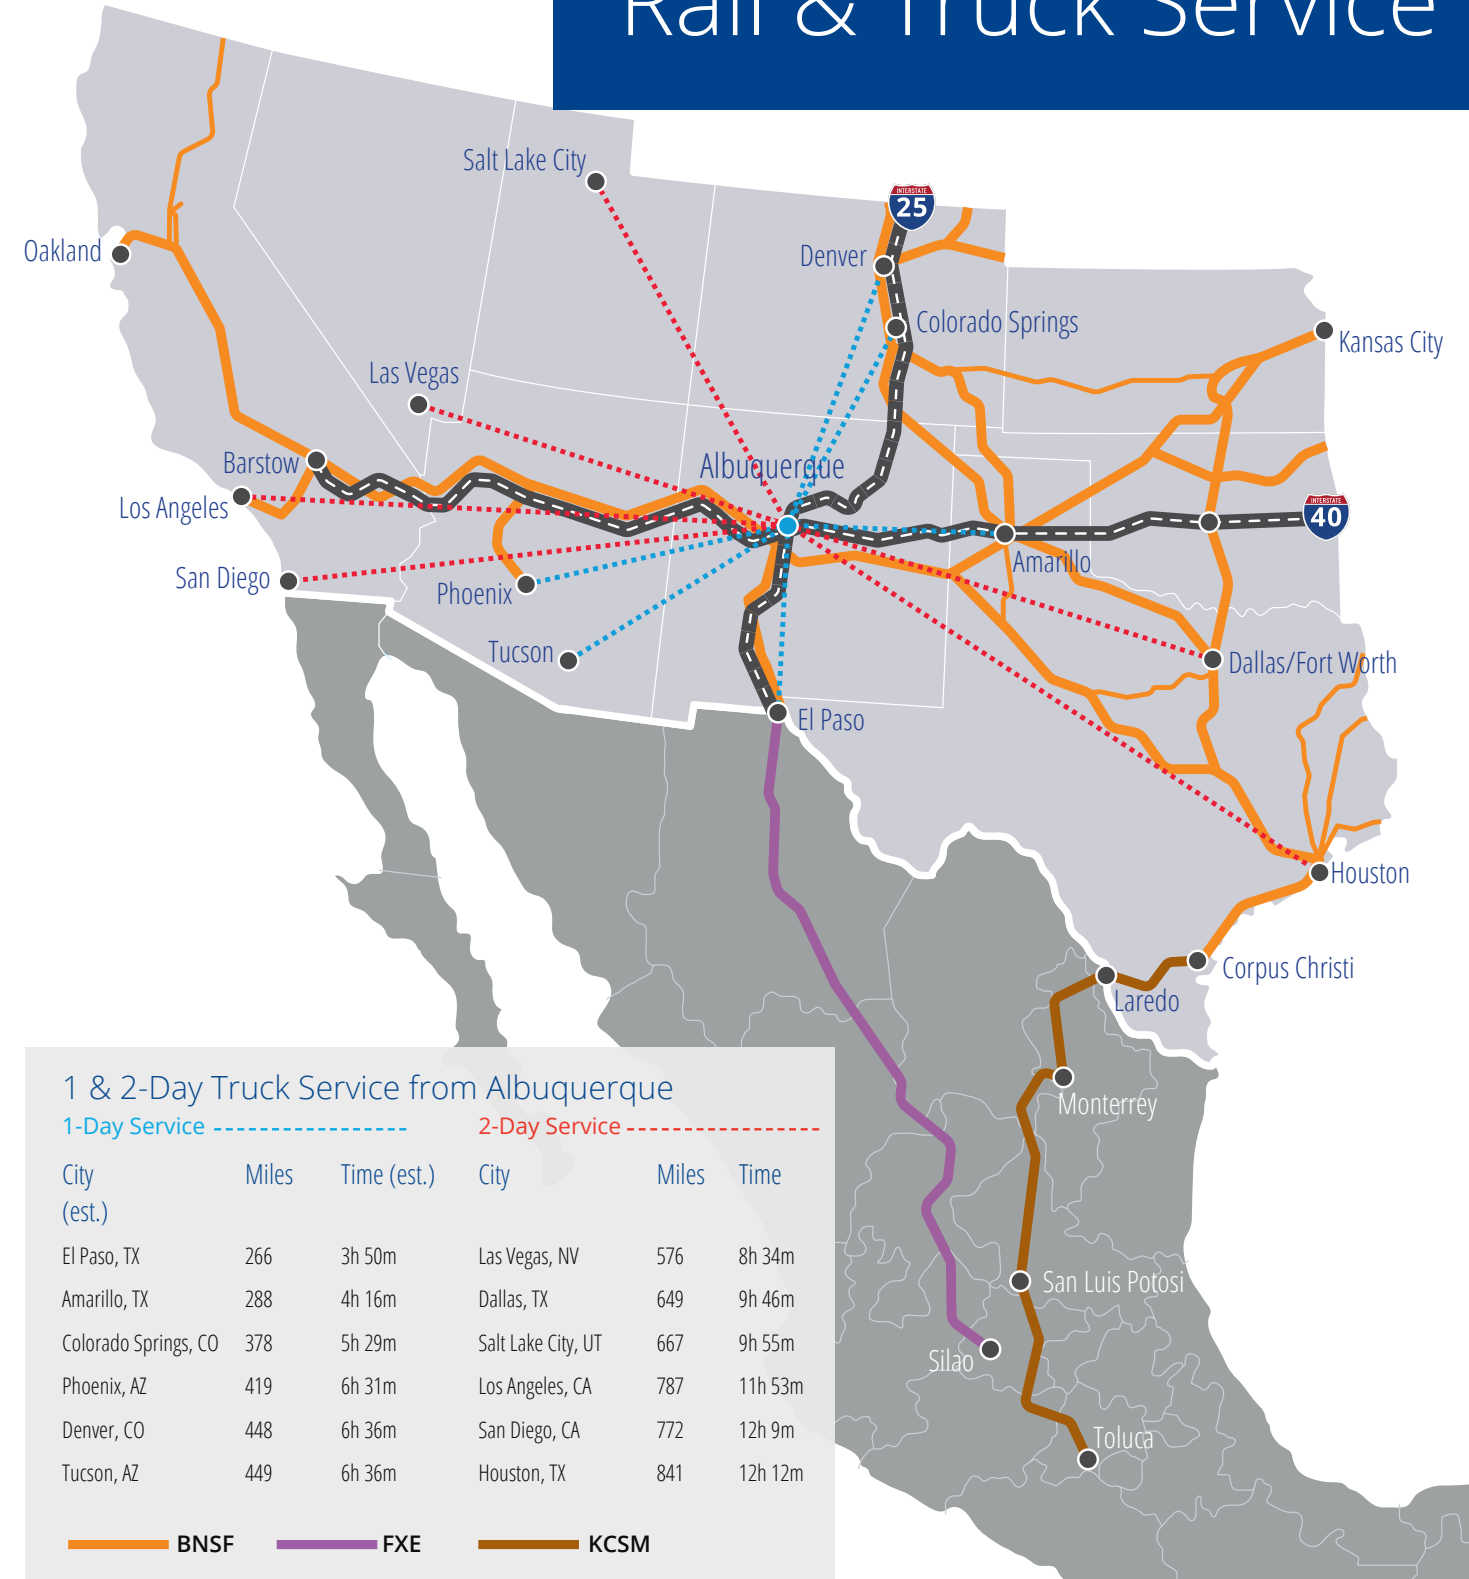 Rail & Truck Service
Salt Lake City
INTERSTATE
25
Oakland
Denver
Colorado Springs
Kansas City
Las Vegas
Barstow
Albuquerque
Los Angeles
INTERSTATE
40
Amarillo
San Diego
Phoenix
Tucson
Dallas/Fort Worth
El Paso
Houston
Corpus Christi
Laredo
Monterrey
San Luis Potosi
Silao
Toluca
1 & 2-Day Truck Service from Albuquerque
1-Day Service 2-Day Service
City Miles Time (est.) City Miles Time
(est.)
El Paso, TX 266 3h 50m Las Vegas, NV 576 8h 34m
Amarillo, TX 288 4h 16m Dallas, TX 649 9h 46m
Colorado Springs, CO 378 5h 29m Salt Lake City, UT 667 9h 55m
Phoenix, AZ 419 6h 31m Los Angeles, CA 787 11h 53m
Denver, CO 448 6h 36m San Diego, CA 772 12h 9m
Tucson, AZ 449 6h 36m Houston, TX 841 12h 12m
BNSF FXE KCSM